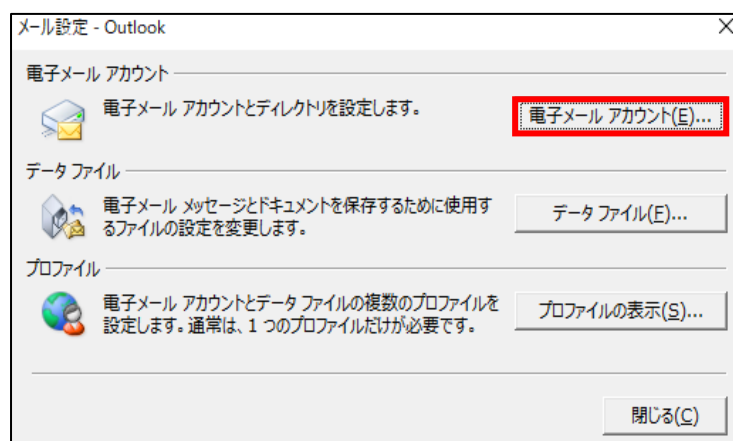 メール設定 - Outlook
電子メール アカウント
電子メール アカウントとディレクトリを設定します。
電子メール アカウント(E)...
データ ファイル
電子メール メッセージとドキュメントを保存するために使用す
るファイルの設定を変更します。
データ ファイル(F)...
プロファイル
電子メール アカウントとデータ ファイルの複数のプロファイルを
設定します。通常は、1 つのプロファイルだけが必要です。
プロファイルの表示(S)...
閉じる(C)